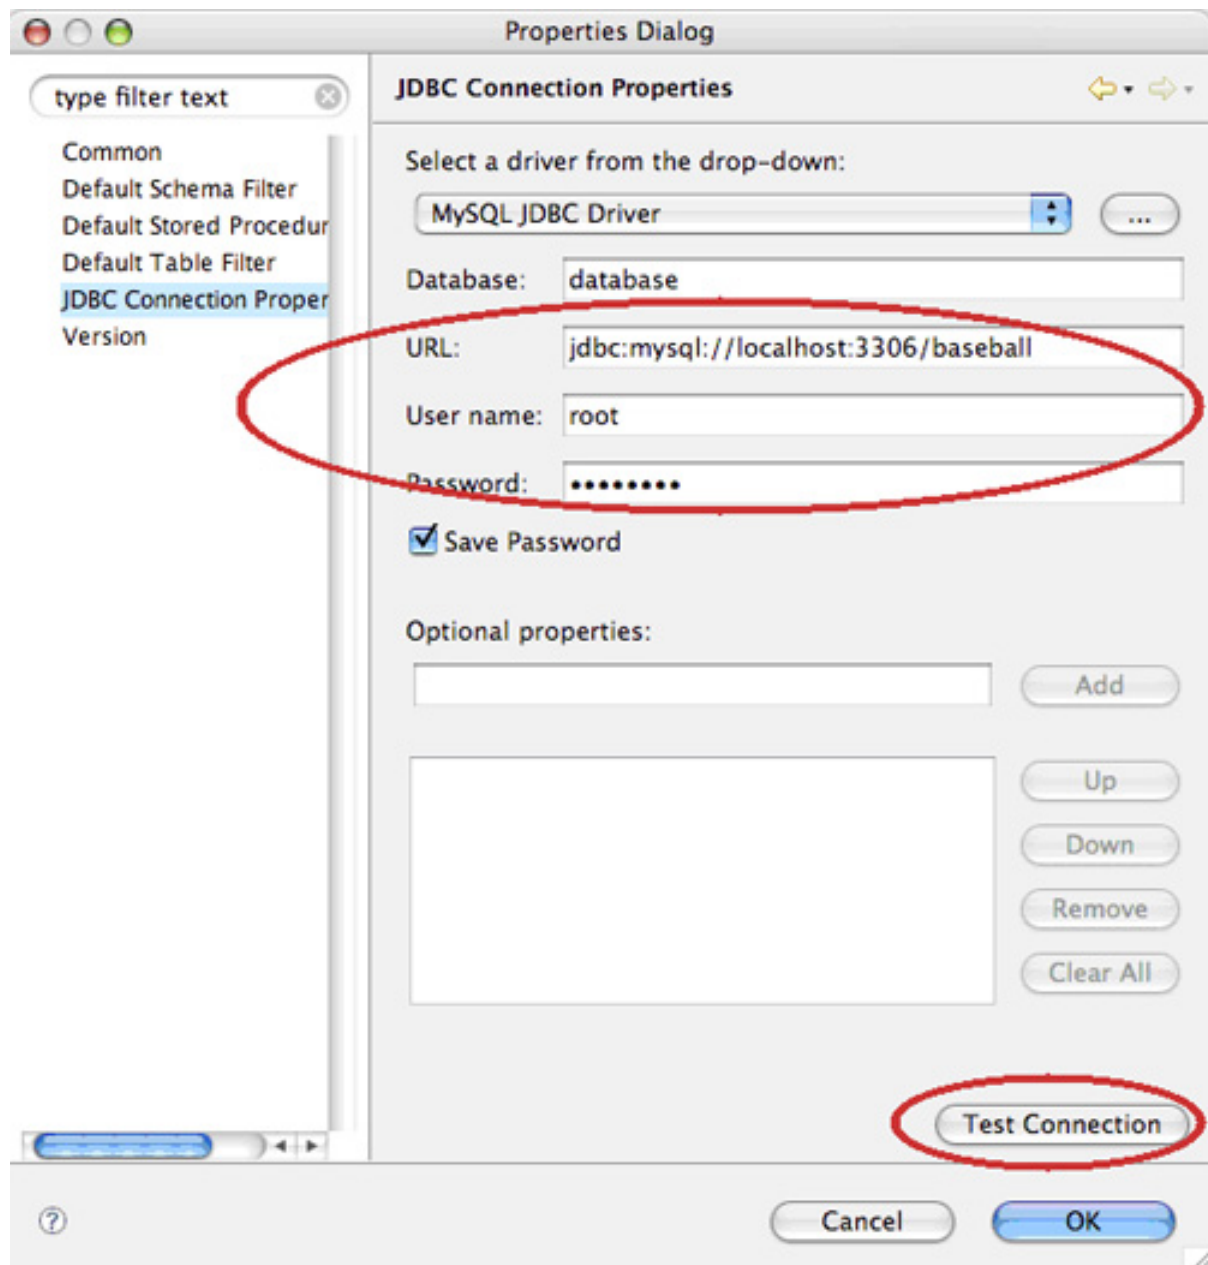 Properties Dialog
type filter text
Common
Default Schema Filter
Default Stored Procedur
Default Table Filter
JDBC Connection Proper
Version
JDBC Connection Properties
Select a driver from the drop-down:
MySQL JDBC Driver
...
Database: database
URL: jdbc:mysql://localhost:3306/baseball
User name: root
Password: ••••••••
Save Password
Optional properties:
Add
Up
Down
Remove
Clear All
Test Connection
?
Cancel
OK